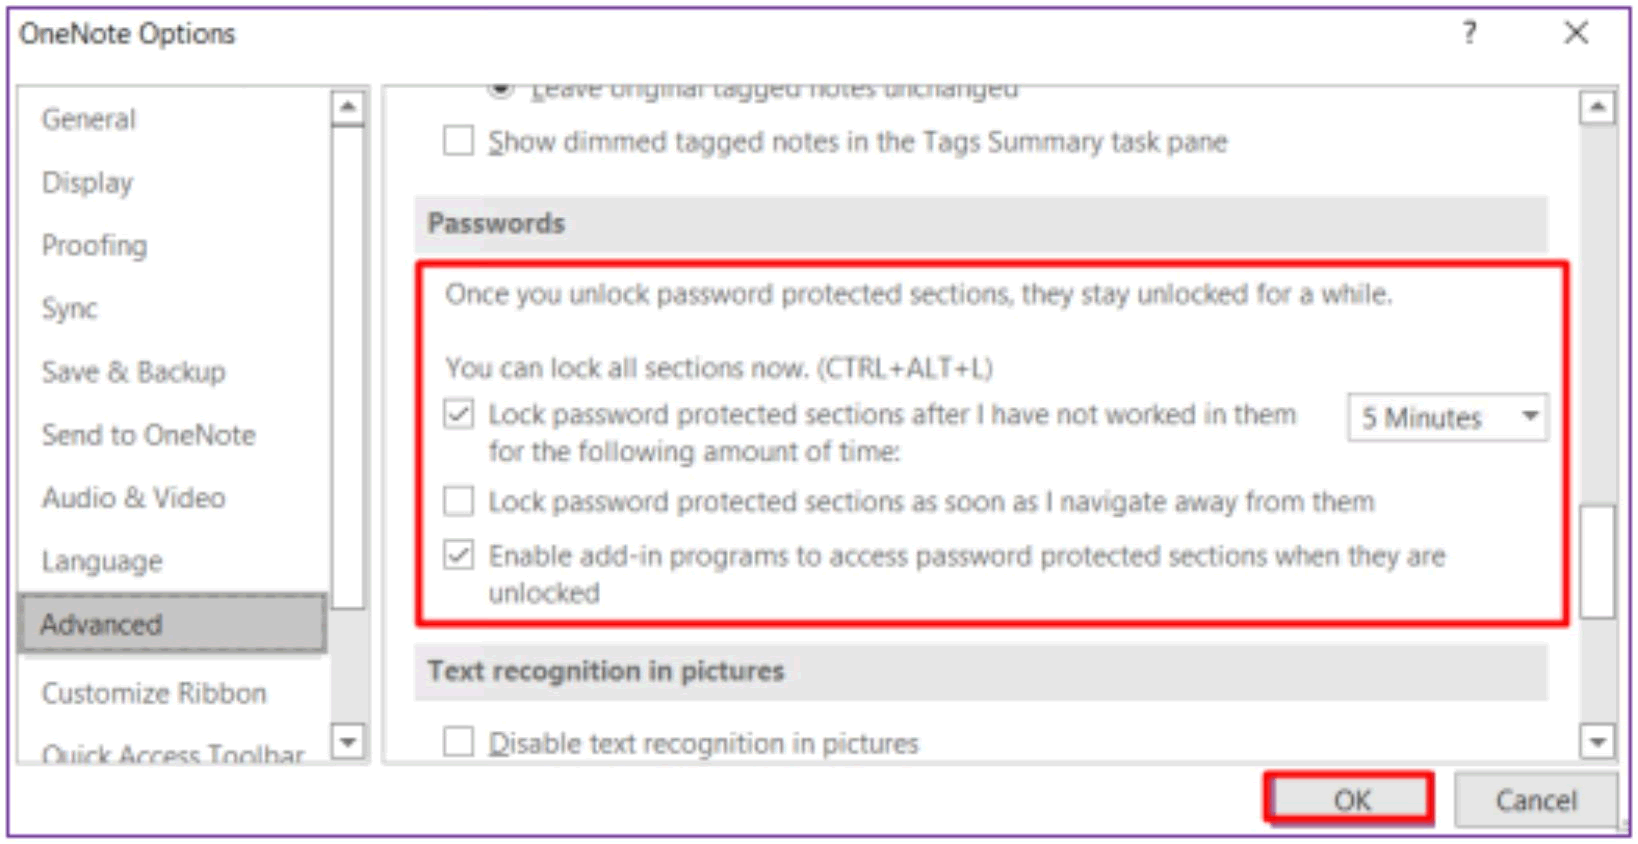 OneNote Options
?
General
Display
Proofing
Sync
Save & Backup
Send to OneNote
Audio & Video
Language
Advanced
Customize Ribbon
Quick Access Toolbar
Leave original tagged notes unchanged
Show dimmed tagged notes in the Tags Summary task pane
Passwords
Once you unlock password protected sections, they stay unlocked for a while.
You can lock all sections now. (CTRL+ALT+L)
Lock password protected sections after I have not worked in them
for the following amount of time:
5 Minutes
Lock password protected sections as soon as I navigate away from them
Enable add-in programs to access password protected sections when they are
unlocked
Text recognition in pictures
Disable text recognition in pictures
OK
Cancel